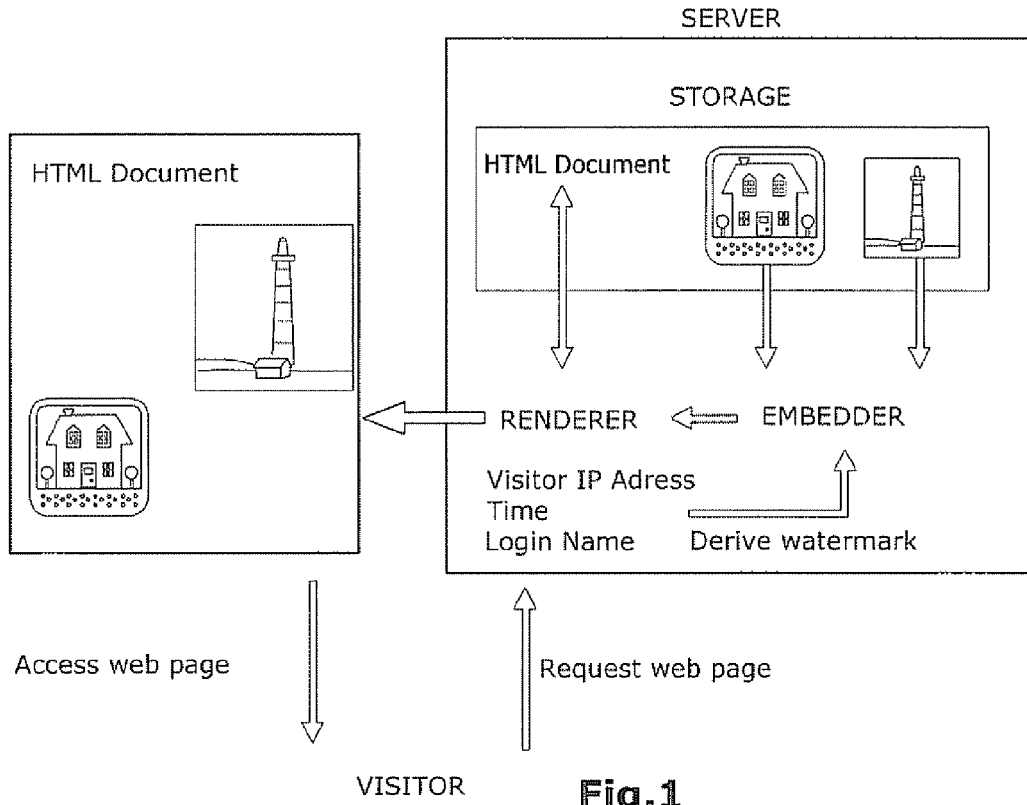 SERVER
STORAGE
HTML Document
HTML Document
RENDERER
EMBEDDER
Visitor IP Adress
Time
Login Name
Derive watermark
Access web page
Request web page
VISITOR
Fig.1